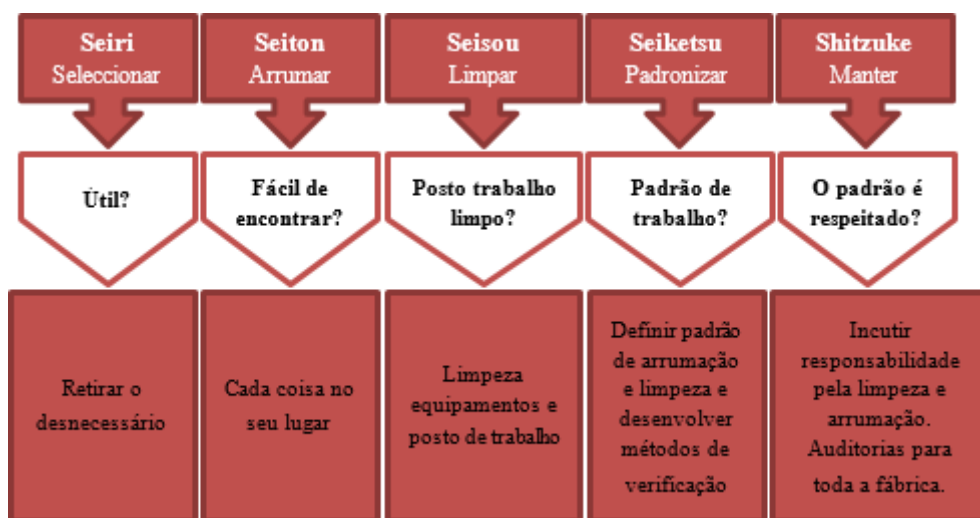 Seiri
Seleccionar
Seiton
Arrumar
Seisou
Limpar
Seiketsu
Padronizar
Shitzuke
Manter
Útil?
Fácil de
encontrar?
Posto trabalho
limpo?
Padrão de
trabalho?
O padrão é
respeitado?
Retirar o
desnecessário
Cada coisa no
seu lugar
Limpeza
equipamentos e
posto de trabalho
Definir padrão
de arrumação
e limpeza e
desenvolver
métodos de
verificação
Incutir
responsabilidade
pela limpeza e
arrumação.
Auditorias para
toda a fábrica.